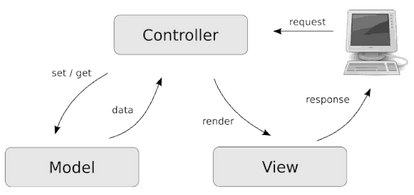 Controller
request
set / get
data
render
response
Model
View